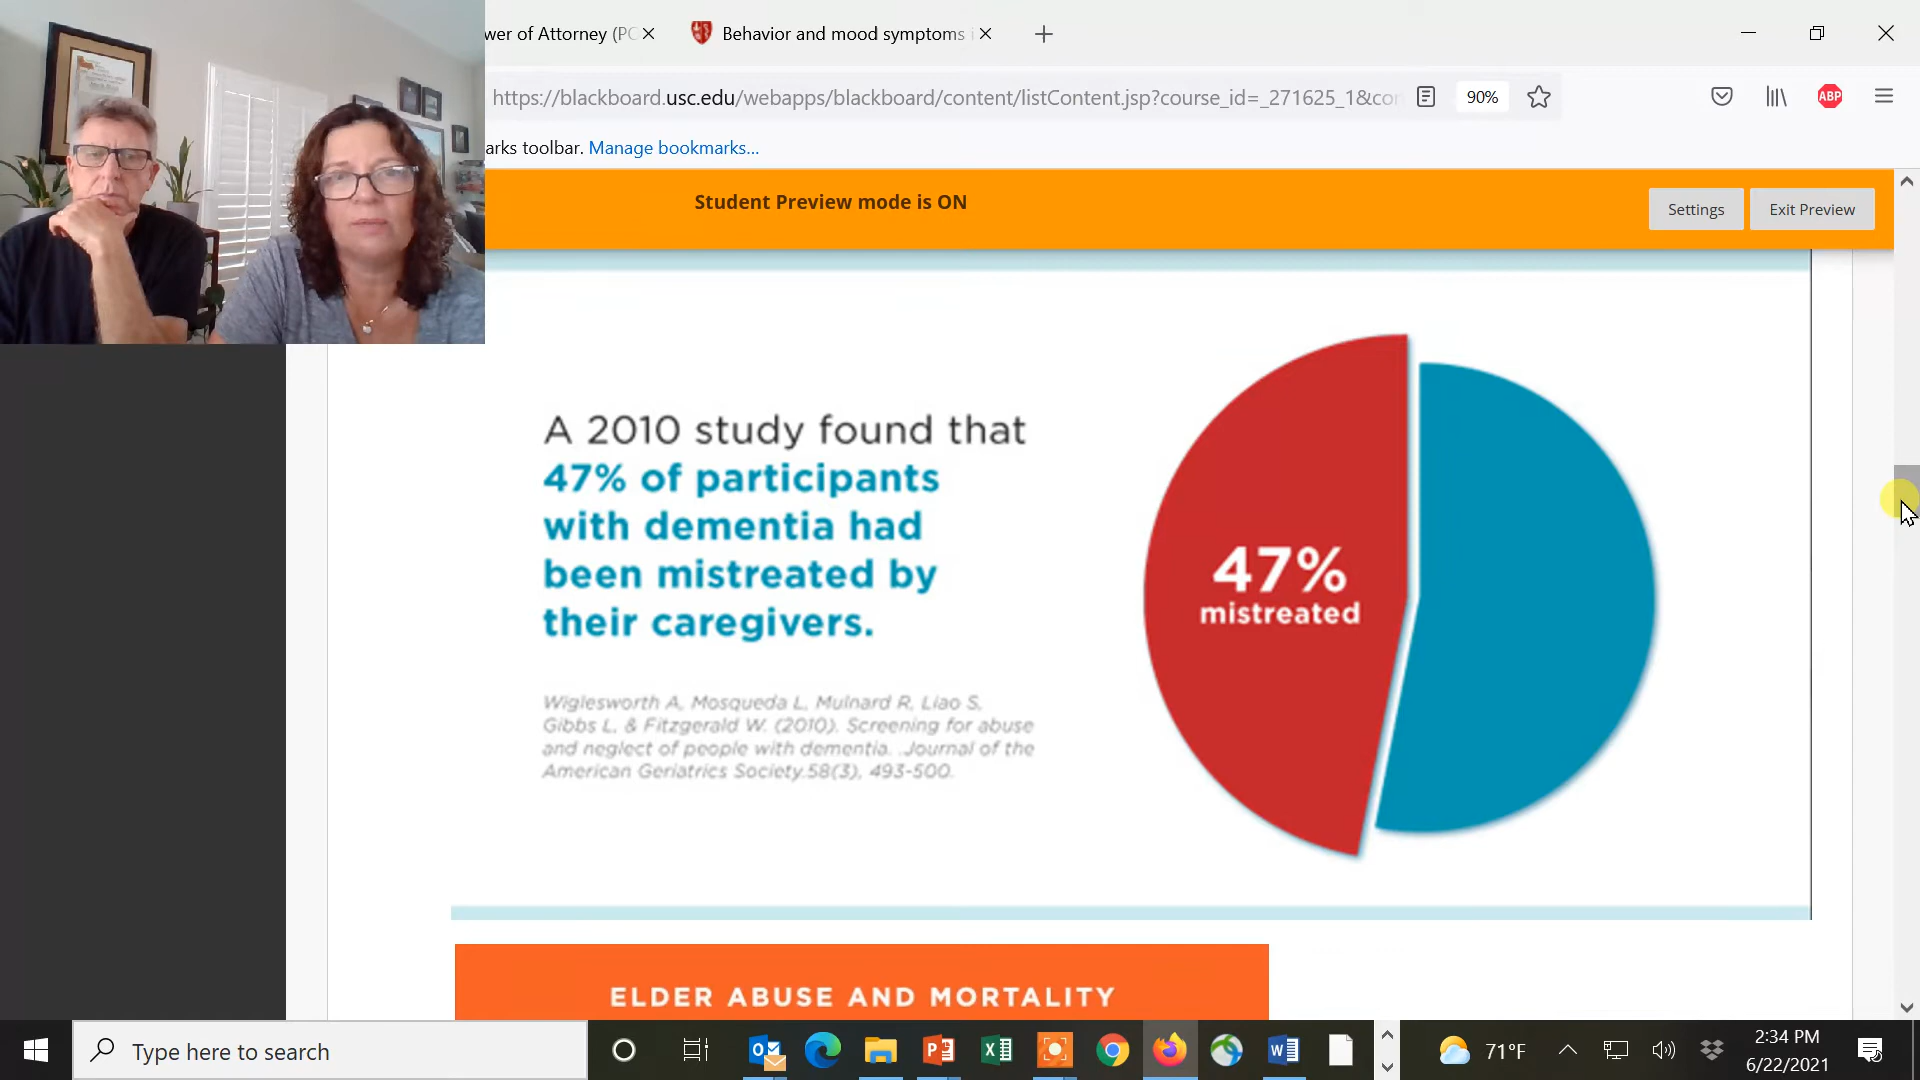 wer of Attorney (PC
Behavior and mood symptoms i
https://blackboard.usc.edu/webapps/blackboard/content/listContent.jsp?course_id=_271625_1&co
90%
ABP
arks toolbar. Manage bookmarks...
Student Preview mode is ON
Settings
Exit Preview
A 2010 study found that
47% of participants
with dementia had
been mistreated by
their caregivers.
47%
mistreated
Wiglesworth A, Mosqueda L, Mulnard R, Liao S,
Gibbs L, & Fitzgerald W. (2010). Screening for abuse
and neglect of people with dementia. .Journal of the
American Geriatrics Society.58(3), 493-500.
ELDER ABUSE AND MORTALITY
Type here to search
71°F
2:34 PM
6/22/2021